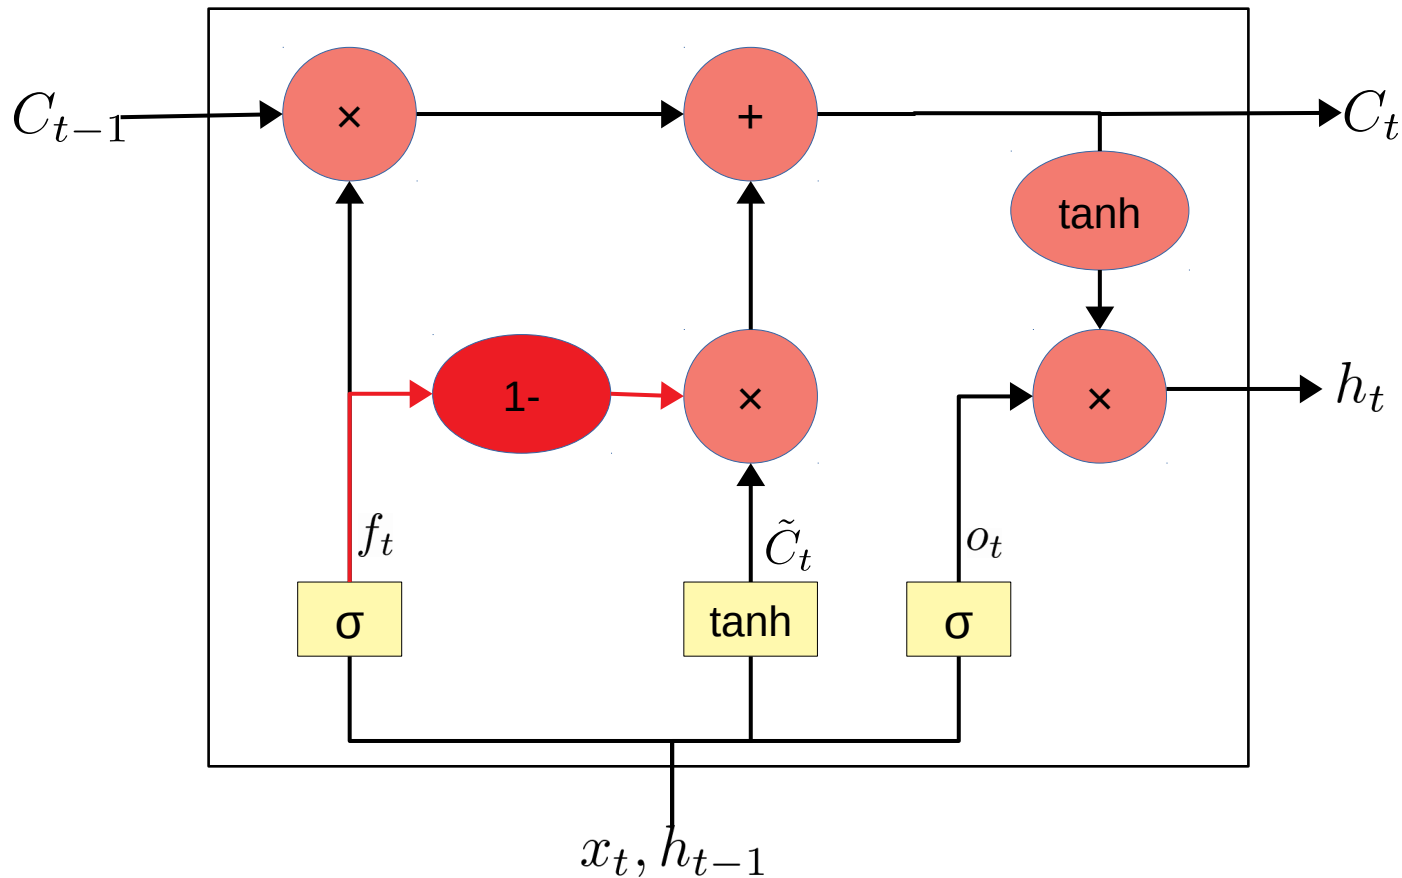 C_{t-1} × + C_t
tanh
1- × × h_t
f_t C̃_t o_t
σ tanh σ
x_t, h_{t-1}